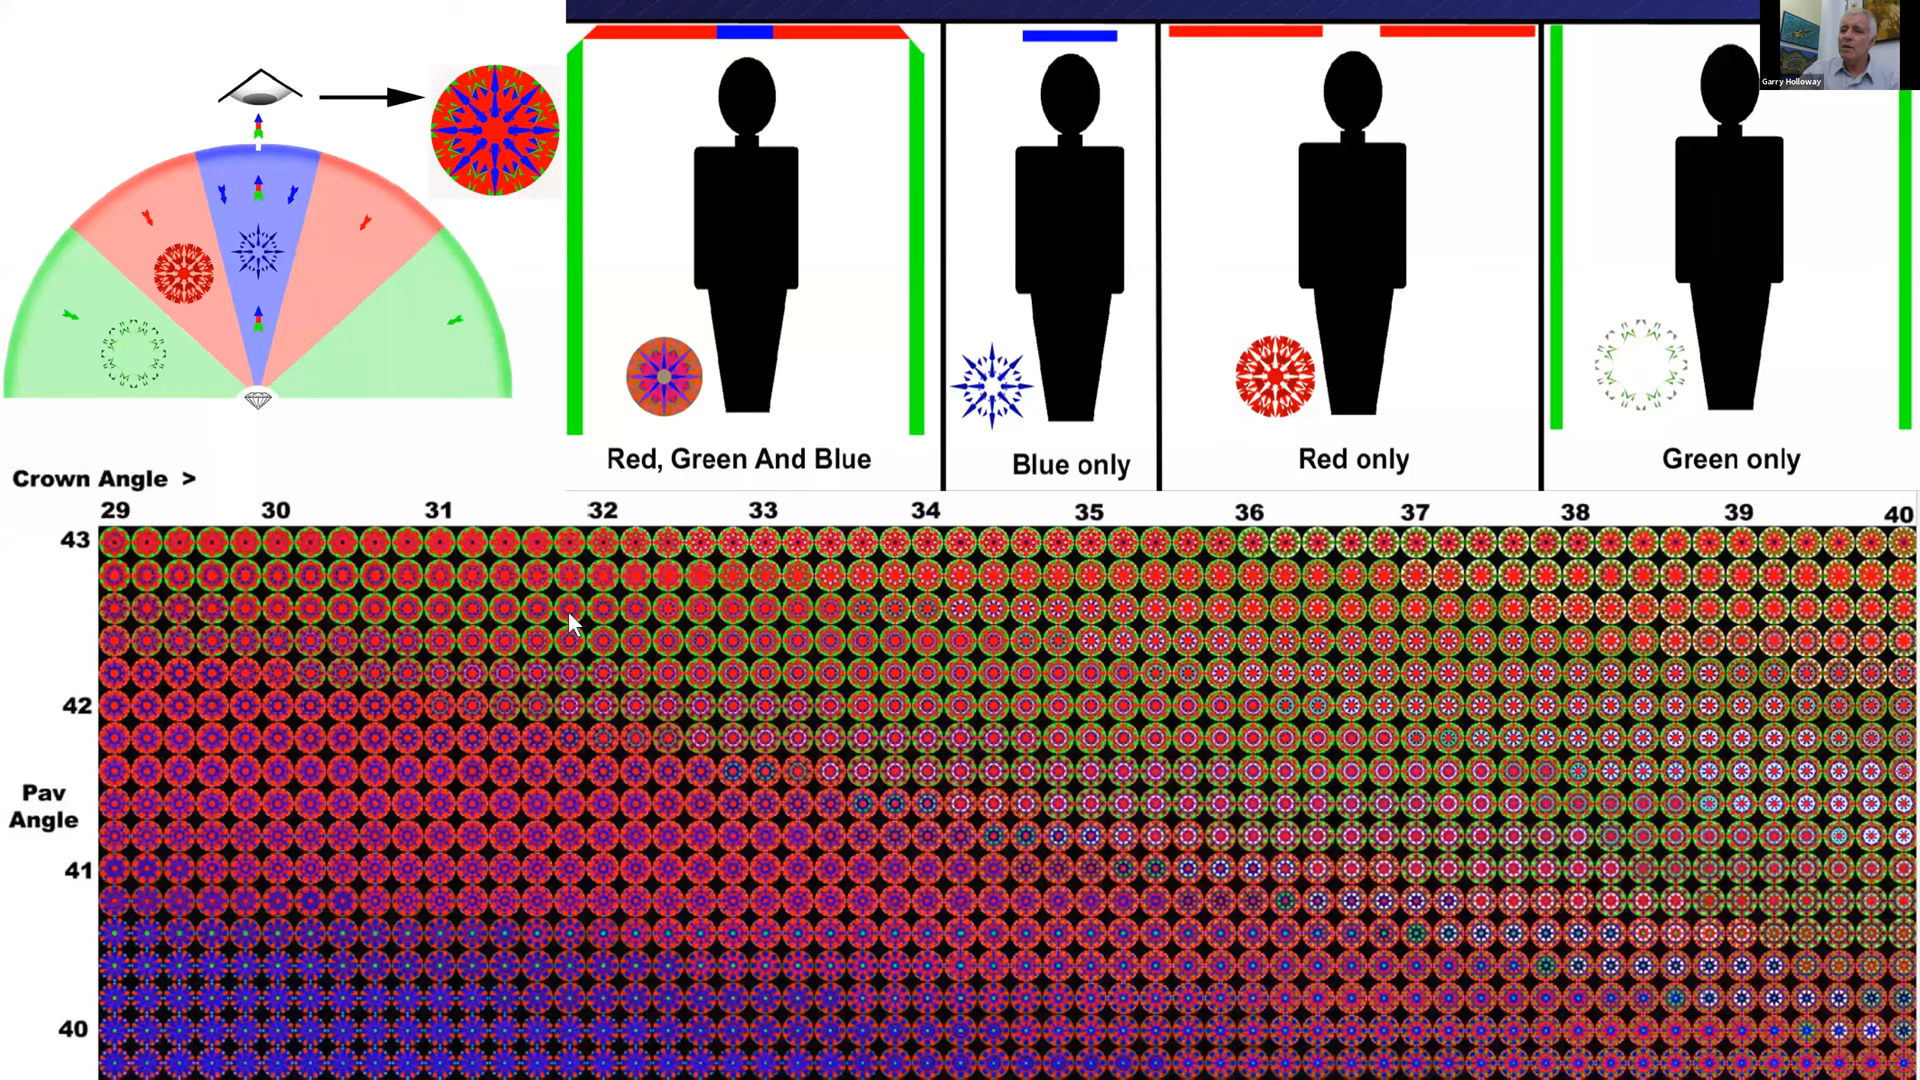 Garry Holloway
Red, Green And Blue
Blue only
Red only
Green only
Crown Angle >
29 30 31 32 33 34 35 36 37 38 39 40
43
42
Pav
Angle
41
40